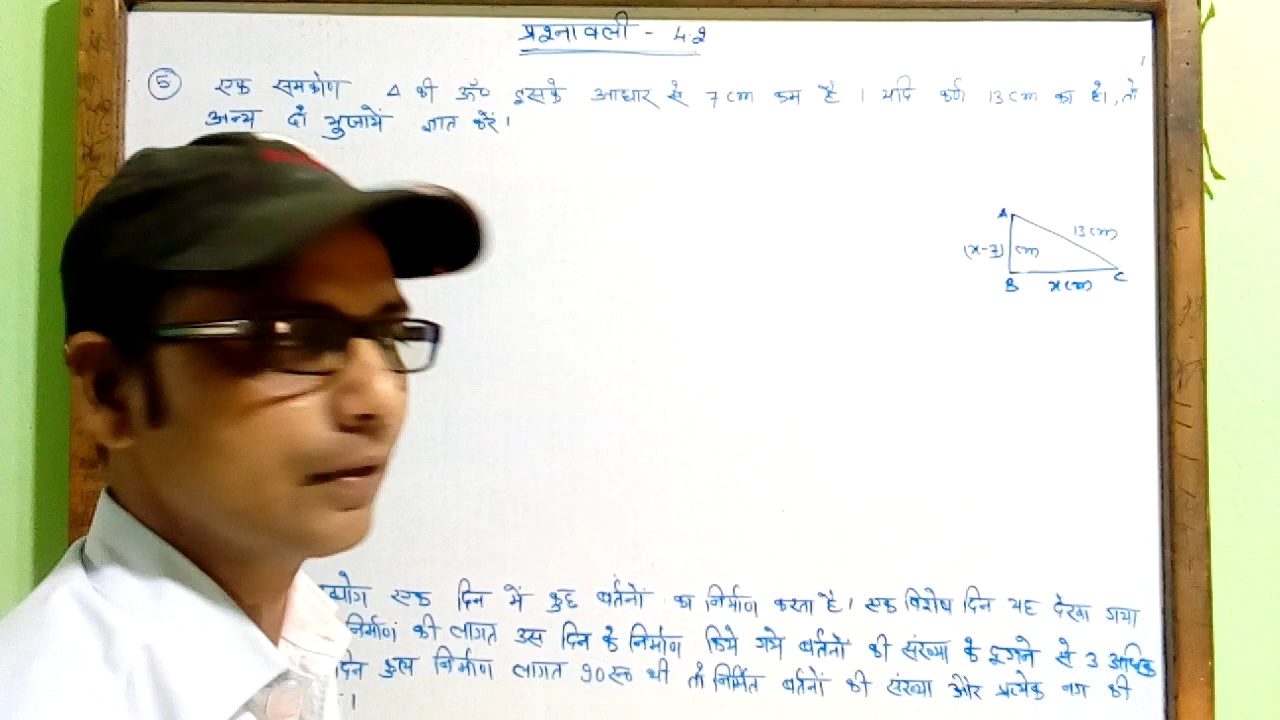 प्रश्नावली - 4.2
5 एक समकोण Δ की ऊँ० इसके आधार से 7 cm कम है । यदि कर्ण 13 cm का हो, तो
अन्य दो भुजायें ज्ञात करें ।
A
13 cm
(x-7) cm
B x cm C
एक दिन में कुछ बर्तनों का निर्माण करता है । एक विशेष दिन यह देखा गया
निर्माण की लागत उस दिन के निर्माण किये गये बर्तनों की संख्या के दुगुने से 3 अधिक
दिन कुल निर्माण लागत 90 रू० थी तो निर्मित बर्तनों की संख्या और प्रत्येक नग की
।